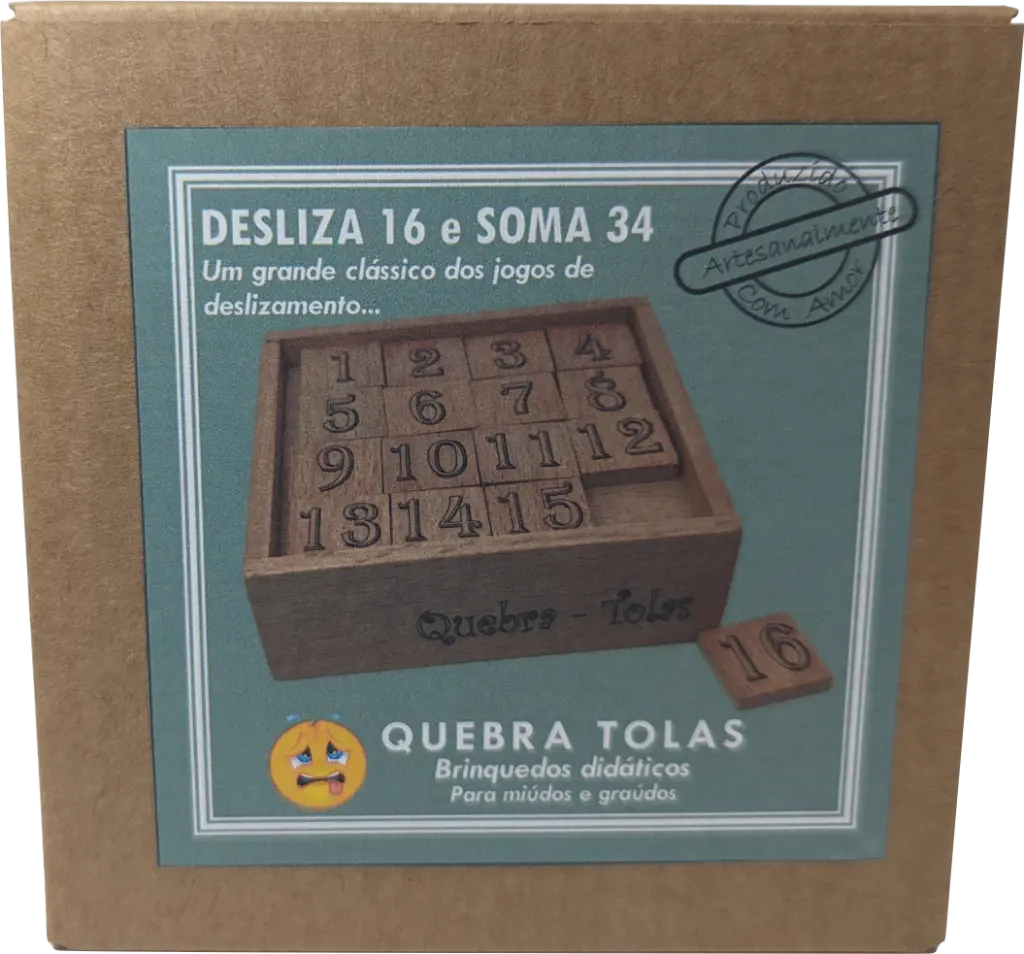 DESLIZA 16 e SOMA 34
Um grande clássico dos jogos de
deslizamento...
Produzido
Artesanalmente
Com Amor
1 2 3 4
5 6 7 8
9 10 11 12
13 14 15
Quebra - Tolas
16
QUEBRA TOLAS
Brinquedos didáticos
Para miúdos e graúdos